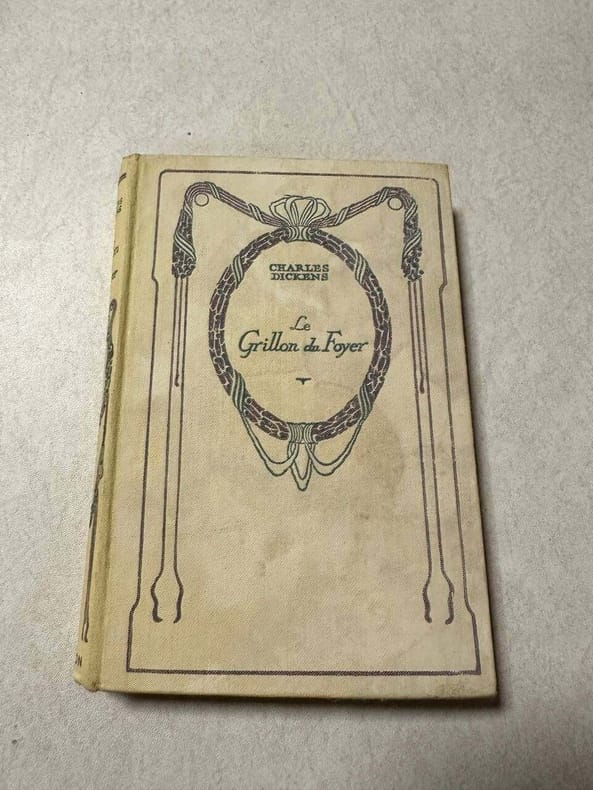 CHARLES
DICKENS
Le
Grillon du Foyer